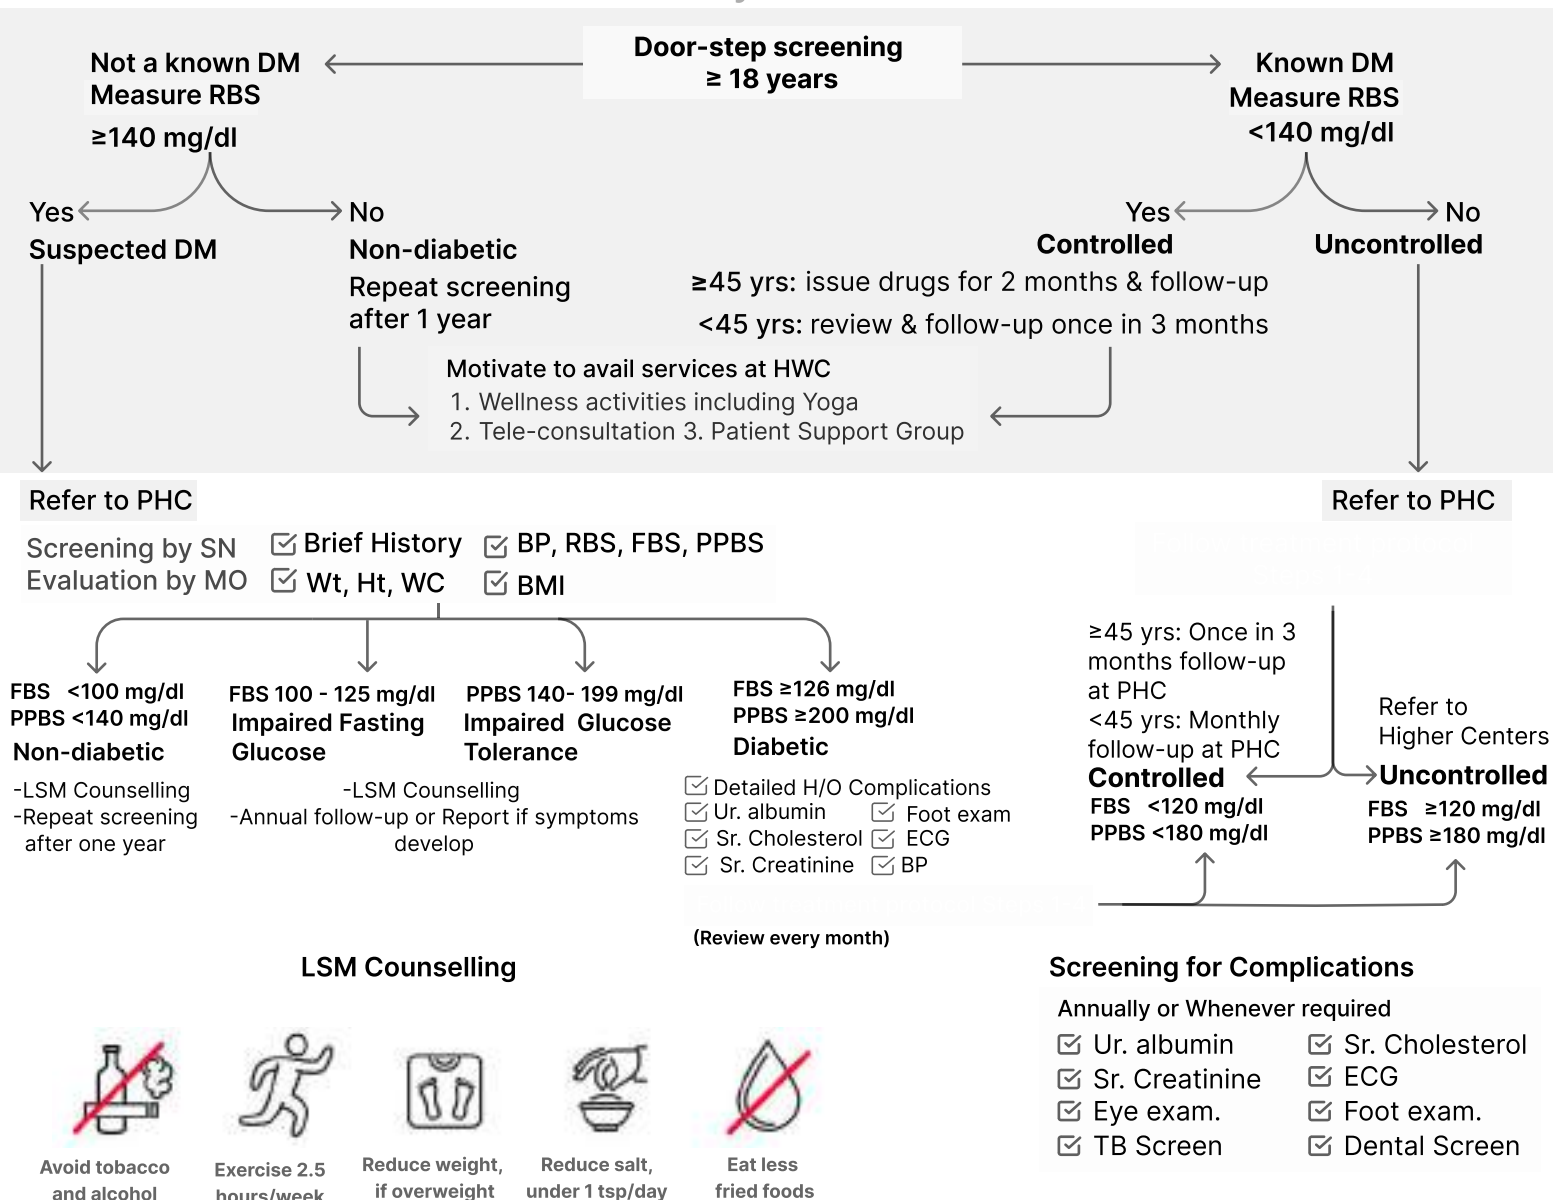 Door-step screening
≥ 18 years
Not a known DM
Measure RBS
≥140 mg/dl
Yes
No
Suspected DM
Non-diabetic
Repeat screening
after 1 year
Known DM
Measure RBS
<140 mg/dl
Yes
No
Controlled
Uncontrolled
≥45 yrs: issue drugs for 2 months & follow-up
<45 yrs: review & follow-up once in 3 months
Motivate to avail services at HWC
1. Wellness activities including Yoga
2. Tele-consultation 3. Patient Support Group
Refer to PHC
Refer to PHC
Screening by SN
Evaluation by MO
Brief History
BP, RBS, FBS, PPBS
Wt, Ht, WC
BMI
FBS <100 mg/dl
PPBS <140 mg/dl
Non-diabetic
-LSM Counselling
-Repeat screening
after one year
FBS 100 - 125 mg/dl
Impaired Fasting
Glucose
PPBS 140- 199 mg/dl
Impaired Glucose
Tolerance
-LSM Counselling
-Annual follow-up or Report if symptoms
develop
FBS ≥126 mg/dl
PPBS ≥200 mg/dl
Diabetic
Detailed H/O Complications
Ur. albumin
Foot exam
Sr. Cholesterol
ECG
Sr. Creatinine
BP
(Review every month)
≥45 yrs: Once in 3
months follow-up
at PHC
<45 yrs: Monthly
follow-up at PHC
Controlled
FBS <120 mg/dl
PPBS <180 mg/dl
Refer to
Higher Centers
Uncontrolled
FBS ≥120 mg/dl
PPBS ≥180 mg/dl
LSM Counselling
Avoid tobacco
and alcohol
Exercise 2.5
hours/week
Reduce weight,
if overweight
Reduce salt,
under 1 tsp/day
Eat less
fried foods
Screening for Complications
Annually or Whenever required
Ur. albumin
Sr. Cholesterol
Sr. Creatinine
ECG
Eye exam.
Foot exam.
TB Screen
Dental Screen